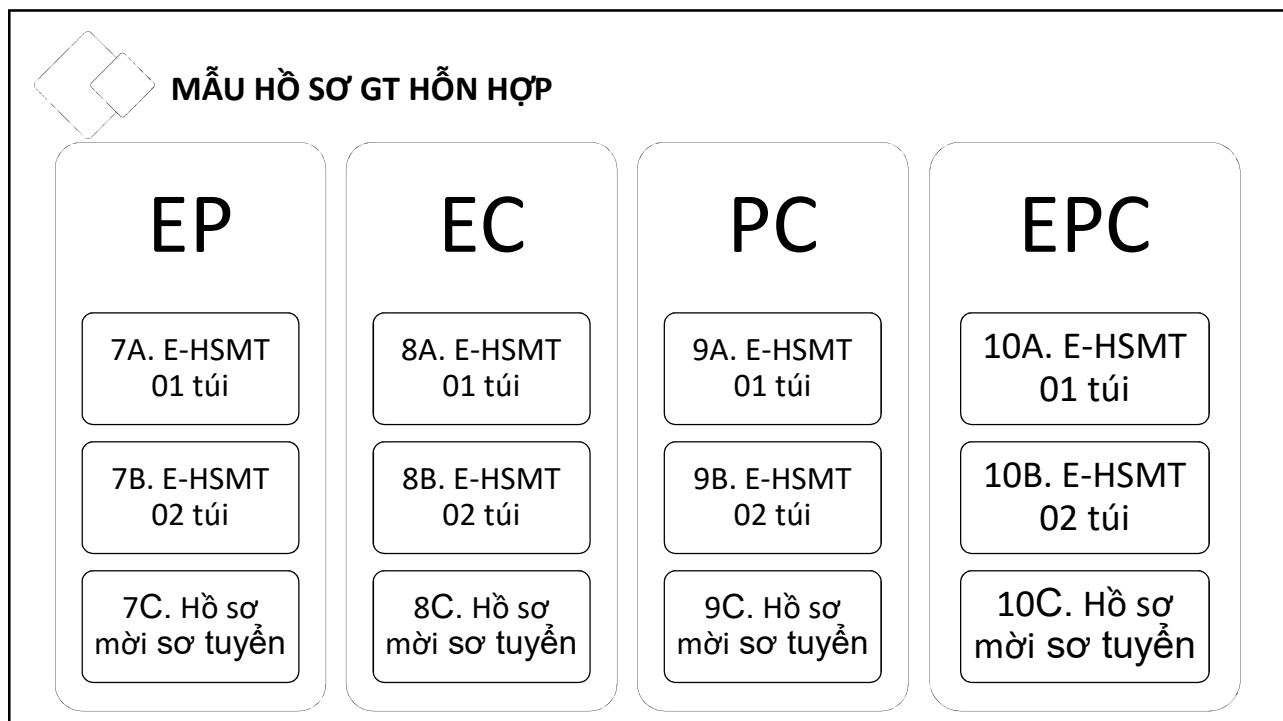 MẪU HỒ SƠ GT HỖN HỢP
EP
7A. E-HSMT
01 túi
7B. E-HSMT
02 túi
7C. Hồ sơ
mời sơ tuyển
EC
8A. E-HSMT
01 túi
8B. E-HSMT
02 túi
8C. Hồ sơ
mời sơ tuyển
PC
9A. E-HSMT
01 túi
9B. E-HSMT
02 túi
9C. Hồ sơ
mời sơ tuyển
EPC
10A. E-HSMT
01 túi
10B. E-HSMT
02 túi
10C. Hồ sơ
mời sơ tuyển